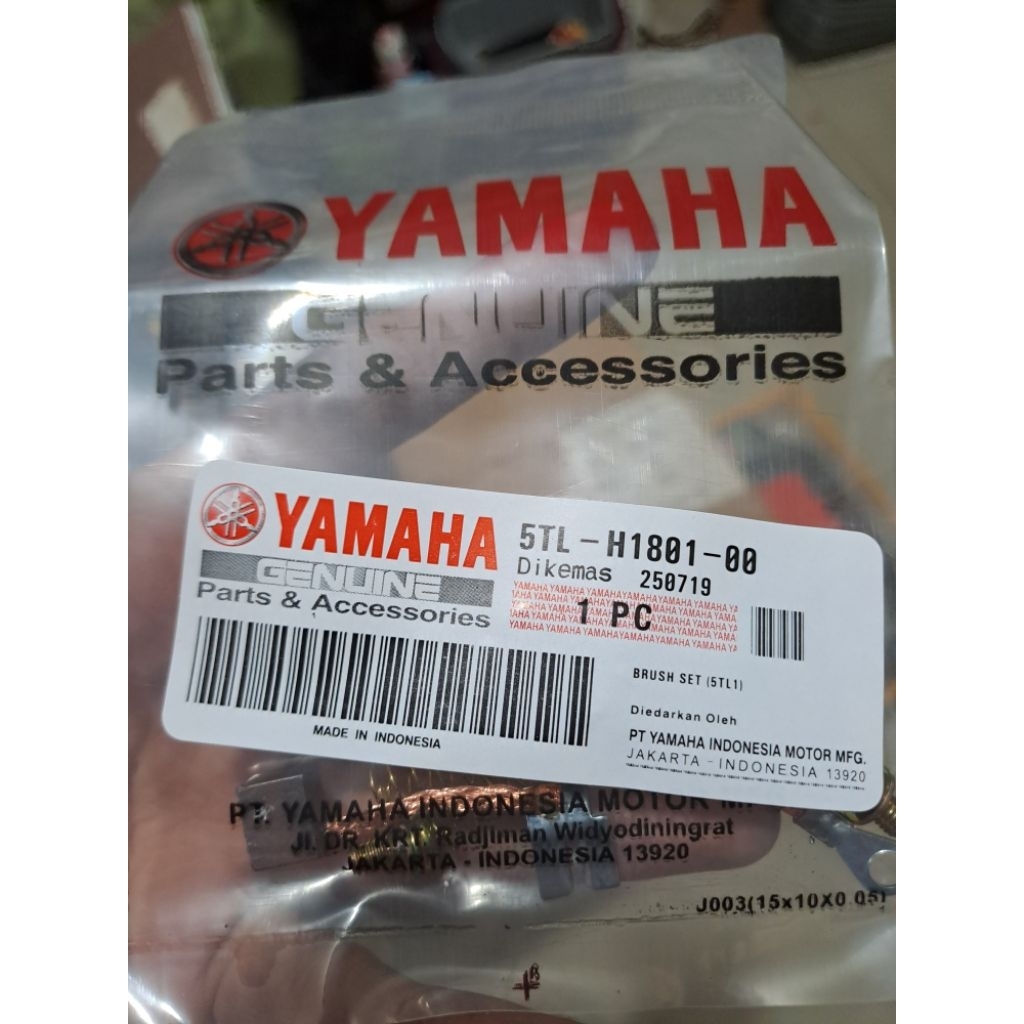 YAMAHA
GENUINE
Parts & Accessories
YAMAHA
GENUINE
Parts & Accessories
5TL-H1801-00
Dikemas 250719
1 PC
BRUSH SET (5TL1)
Diedarkan Oleh
PT YAMAHA INDONESIA MOTOR MFG.
JAKARTA - INDONESIA 13920
MADE IN INDONESIA
PT. YAMAHA INDONESIA MOTOR
Jl. DR. KRT. Radjiman Widyodiningrat
JAKARTA - INDONESIA 13920
J003(15x10X0.05)